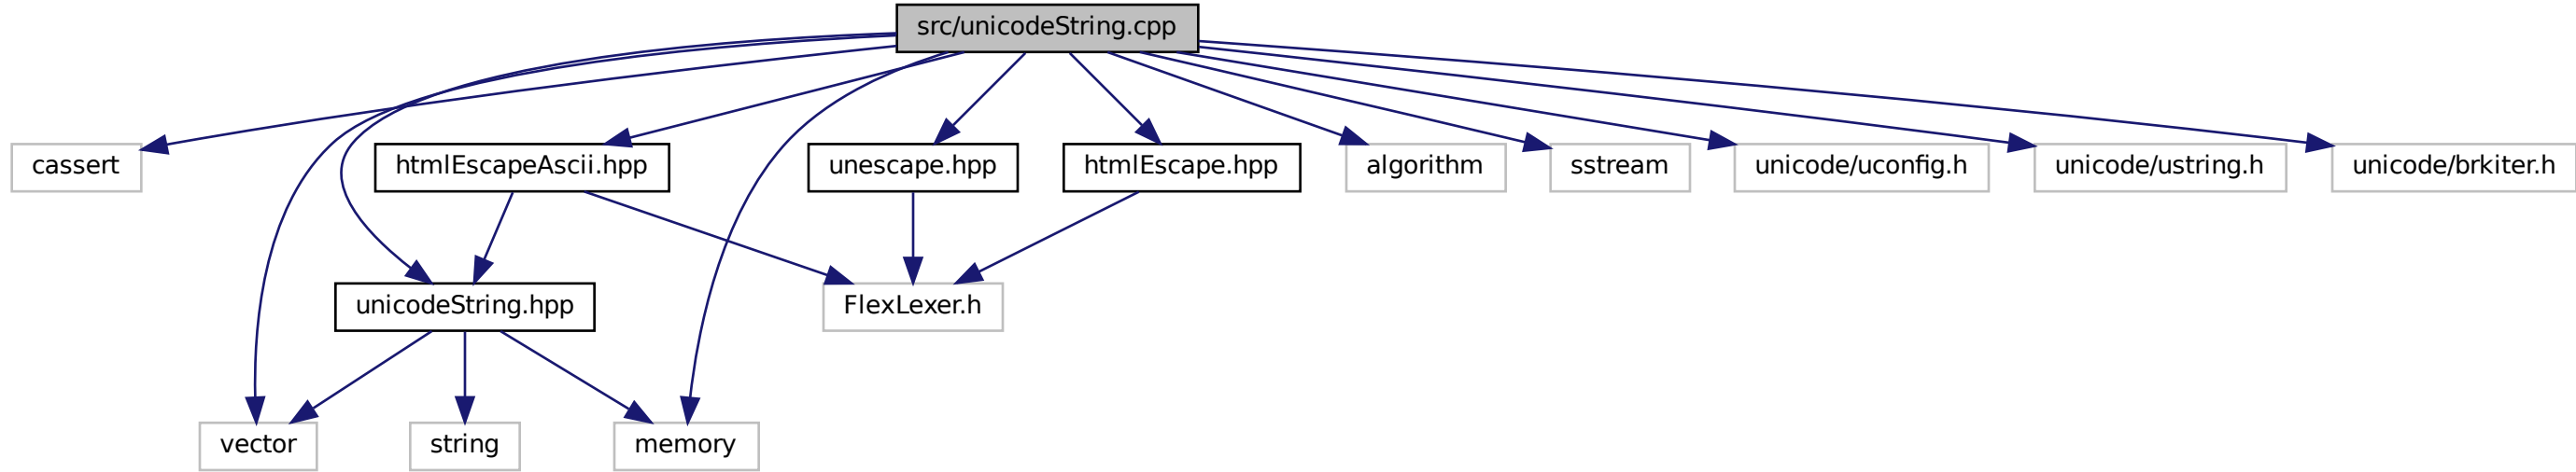 src/unicodeString.cpp
cassert
htmlEscapeAscii.hpp
unescape.hpp
htmlEscape.hpp
algorithm
sstream
unicode/uconfig.h
unicode/ustring.h
unicode/brkiter.h
unicodeString.hpp
FlexLexer.h
vector
string
memory